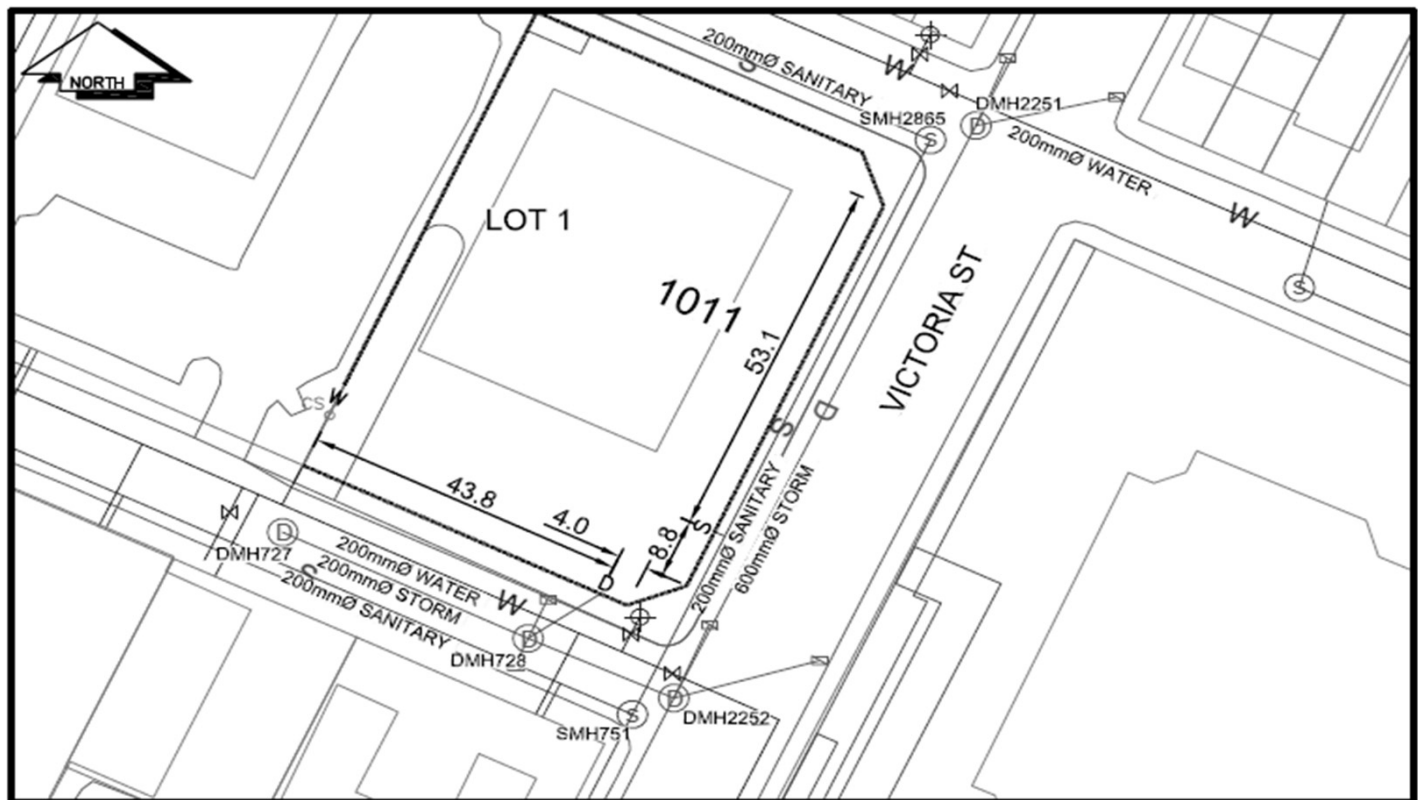 NORTH
200mmØ SANITARY
S
W
DMH2251
SMH2865
D
S
200mmØ WATER
W
S
LOT 1
1011
53.1
VICTORIA ST
CS
W
D
S
43.8
4.0
8.8
S
200mmØ SANITARY
600mmØ STORM
D
DMH727
200mmØ WATER
200mmØ STORM
S
200mmØ SANITARY
W
D
D
DMH728
D
S
DMH2252
SMH751